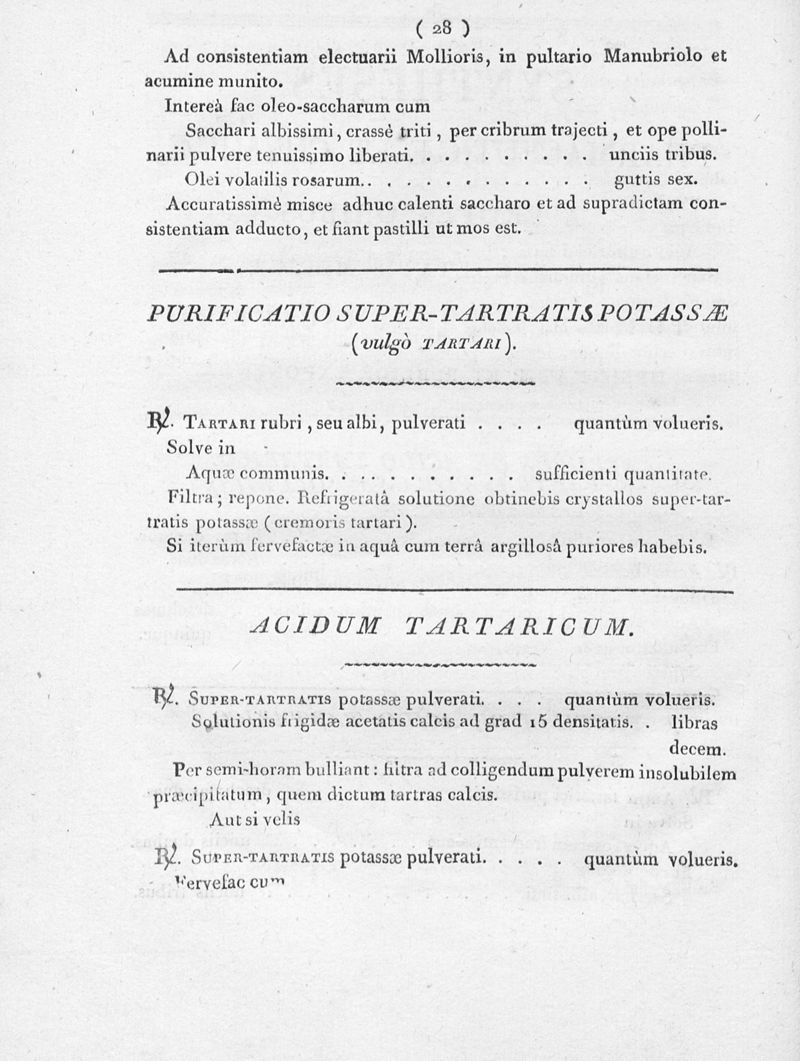 ( 28 )
Ad consistentiam electuarii Mollioris, in pultario Manubriolo et
acumine munito.
Intereà fac oleo-saccharum cum
Sacchari albissimi, crassè triti, per cribrum trajecti, et ope polli-
narii pulvere tenuissimo liberati. . . . . . . . . . unciis tribus.
Olei volatilis rosarum. . . . . . . . . . . . . guttis sex.
Accuratissimè misce adhuc calenti saccharo et ad supradictam con-
sistentiam adducto, et fiant pastilli ut mos est.
PURIFICATIO SUPER-TARTRATIS POTASSÆ
(vulgò TARTARI).
℞. TARTARI rubri, seu albi, pulverati . . . . quantùm volueris.
Solve in
Aquæ communis. . . . . . . . . . . sufficienti quantitate.
Filtra; repone. Refrigeratâ solutione obtinebis crystallos super-tar-
tratis potassæ (cremoris tartari).
Si iterùm fervefactæ in aquâ cum terrâ argillosâ puriores habebis.
ACIDUM TARTARICUM.
℞. SUPER-TARTRATIS potassæ pulverati. . . . quantùm volueris.
Solutionis frigidæ acetatis calcis ad grad 15 densitatis. . libras
decem.
Per semi-horam bulliant : filtra ad colligendum pulverem insolubilem
præcipitatum, quem dictum tartras calcis.
Aut si velis
℞. SUPER-TARTRATIS potassæ pulverati. . . . . quantùm volueris.
Fervefac cum